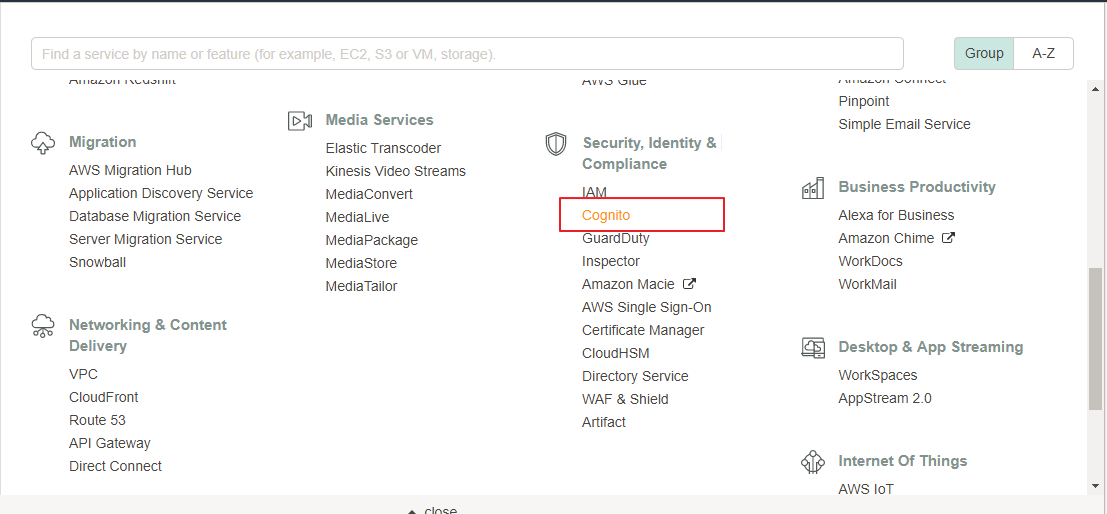 Find a service by name or feature (for example, EC2, S3 or VM, storage).
Group
A-Z
Amazon Redshift
Migration
AWS Migration Hub
Application Discovery Service
Database Migration Service
Server Migration Service
Snowball
Networking & Content
Delivery
VPC
CloudFront
Route 53
API Gateway
Direct Connect
Media Services
Elastic Transcoder
Kinesis Video Streams
MediaConvert
MediaLive
MediaPackage
MediaStore
MediaTailor
AWS Glue
Security, Identity &
Compliance
IAM
Cognito
GuardDuty
Inspector
Amazon Macie
AWS Single Sign-On
Certificate Manager
CloudHSM
Directory Service
WAF & Shield
Artifact
Amazon Connect
Pinpoint
Simple Email Service
Business Productivity
Alexa for Business
Amazon Chime
WorkDocs
WorkMail
Desktop & App Streaming
WorkSpaces
AppStream 2.0
Internet Of Things
AWS IoT
close